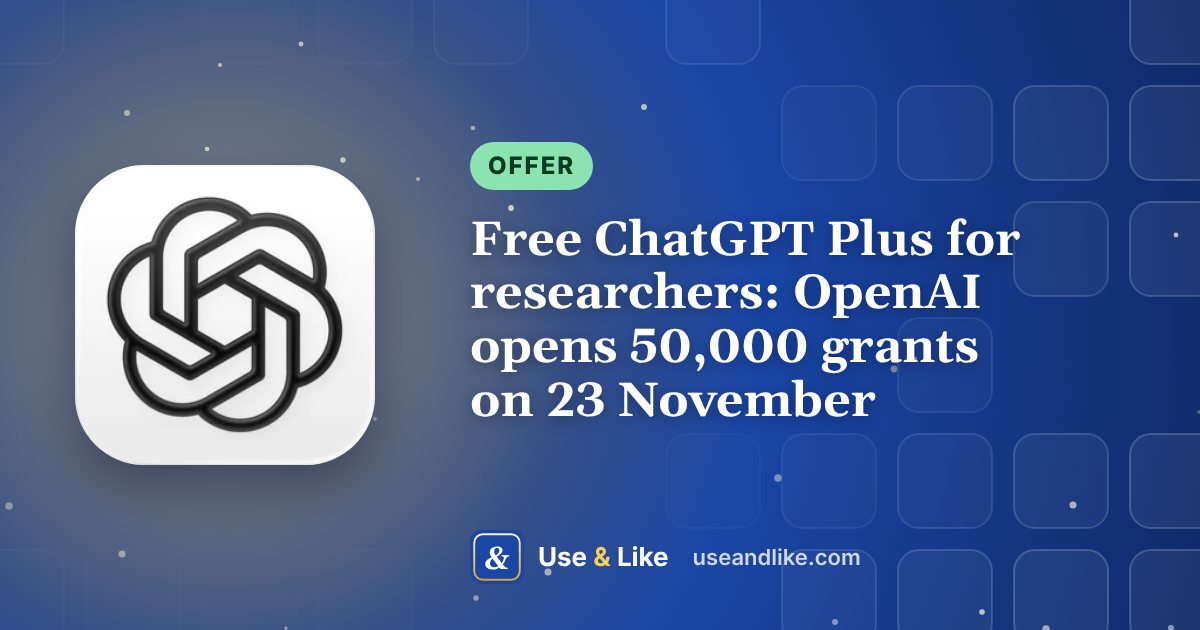 OFFER
Free ChatGPT Plus for
researchers: OpenAI
opens 50,000 grants
on 23 November
& Use & Like useandlike.com